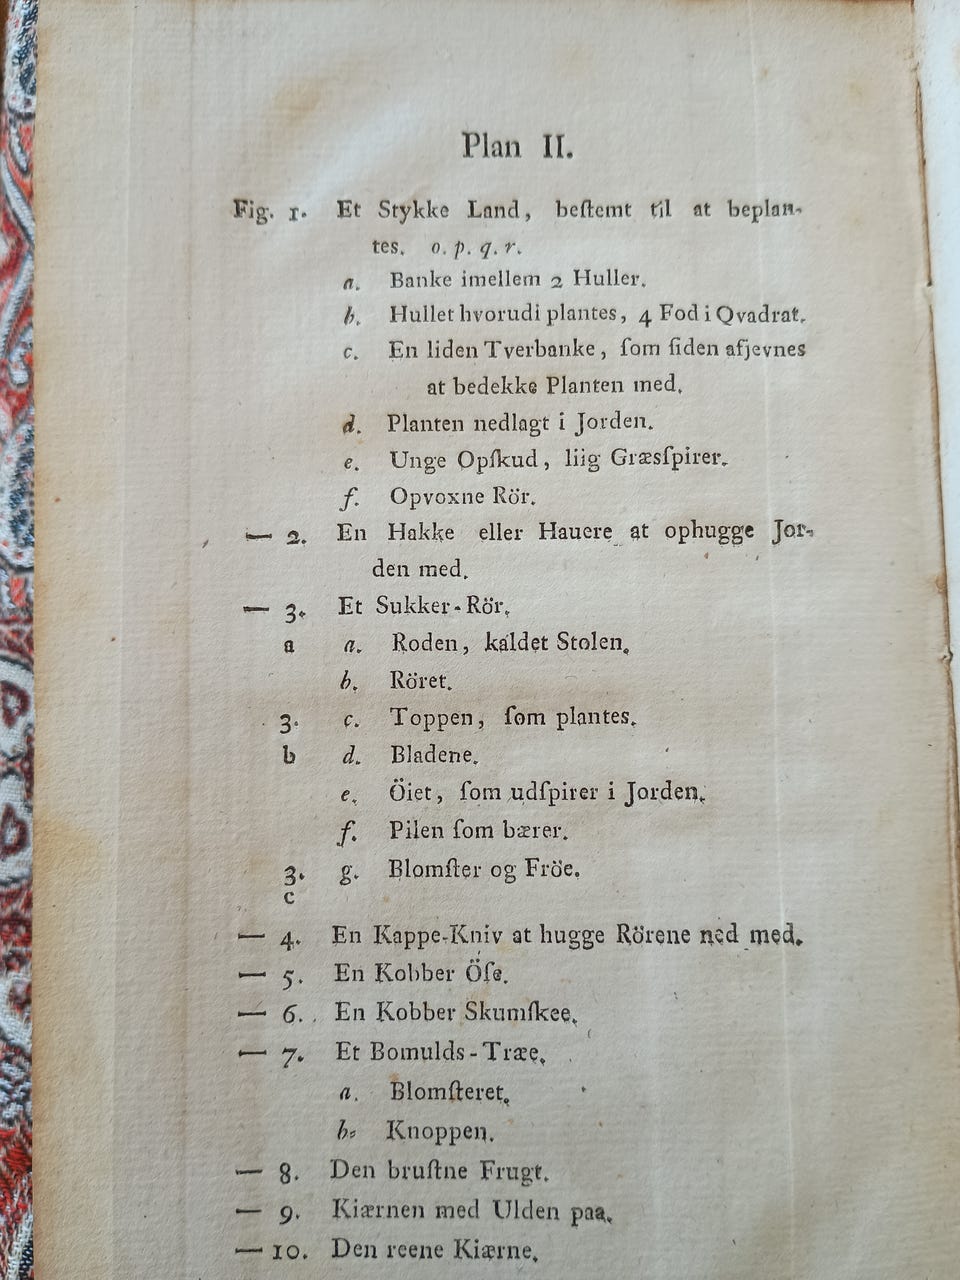 Plan II.
Fig. 1. Et Stykke Land, beſtemt til at beplan-
tes. o. p. q. r.
a. Banke imellem 2 Huller.
b. Hullet hvorudi plantes, 4 Fod i Qvadrat.
c. En liden Tverbanke, ſom ſiden afjevnes
at bedekke Planten med.
d. Planten nedlagt i Jorden.
e. Unge Opſkud, liig Græsſpirer.
f. Opvoxne Rör.
— 2. En Hakke eller Hauere at ophugge Jor-
den med.
— 3. Et Sukker-Rör.
a a. Roden, kaldet Stolen.
b. Röret.
3. c. Toppen, ſom plantes.
b d. Bladene.
e. Öiet, ſom udſpirer i Jorden.
f. Pilen ſom bærer.
3. g. Blomſter og Fröe.
c
— 4. En Kappe-Kniv at hugge Rörene ned med.
— 5. En Kobber Öſe.
— 6. En Kobber Skumſkee.
— 7. Et Bomulds-Træe.
a. Blomſteret.
b. Knoppen.
— 8. Den bruſtne Frugt.
— 9. Kiærnen med Ulden paa.
— 10. Den reene Kiærne.